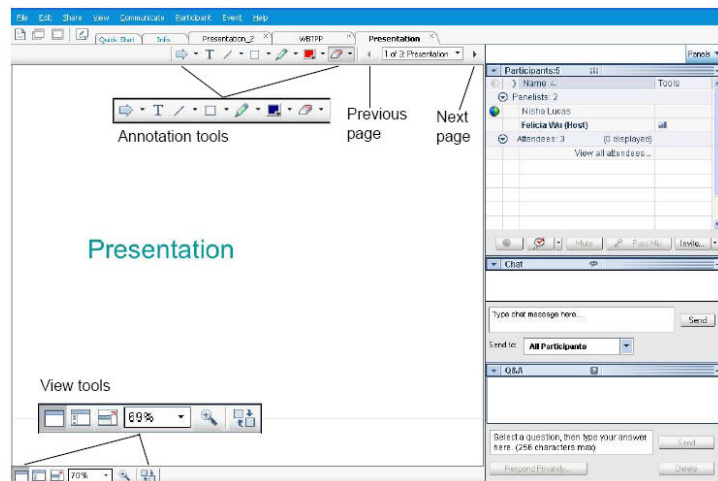 File Edit Share View Communicate Participant Event Help
Quick Start Info Presentation_2 WBTPP Presentation
T 1 of 3: Presentation
Panels
Participants:5
Name Tools
Panelists: 2
Nisha Lucas
Felicia Wu (Host)
Attendees: 3 (0 displayed)
View all attendees...
Mute Pass Mic Invite...
T
Annotation tools
Previous page
Next page
Presentation
Chat
Type chat message here....
Send
Send to: All Participants
Q&A
Select a question, then type your answer
here. (256 characters max)
Send
Respond Privately... Delete
View tools
69%
70%